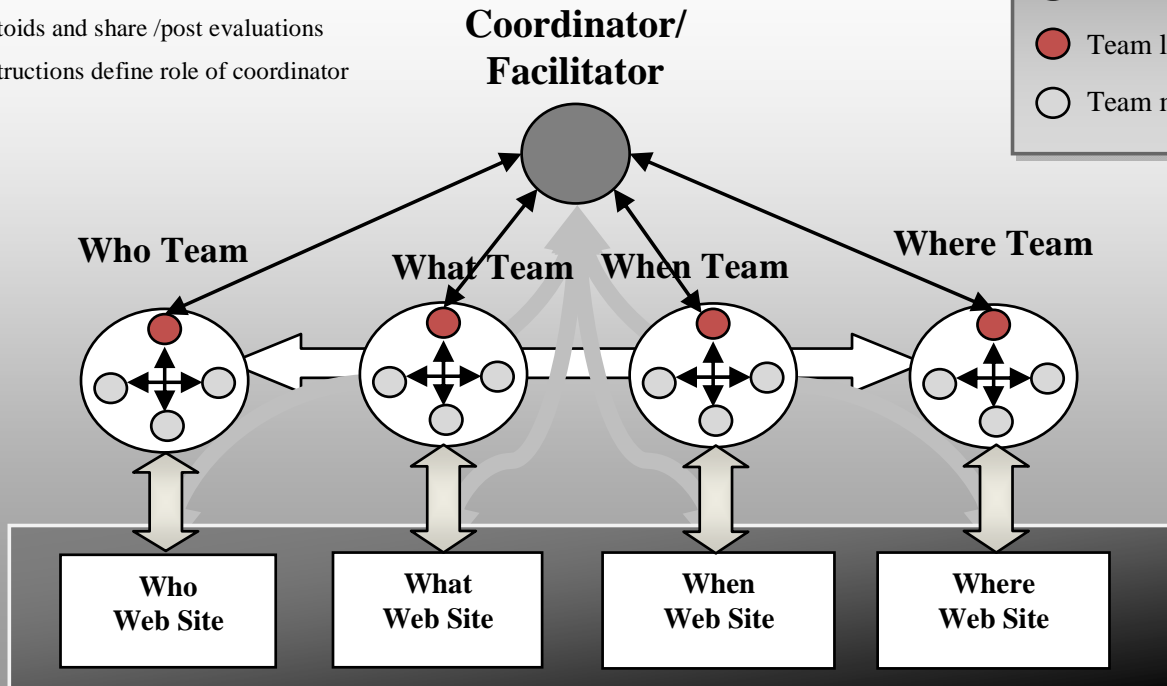 toids and share /post evaluations
tructions define role of coordinator
Coordinator/
Facilitator
Team l
Team
Who Team
What Team
When Team
Where Team
Who
Web Site
What
Web Site
When
Web Site
Where
Web Site